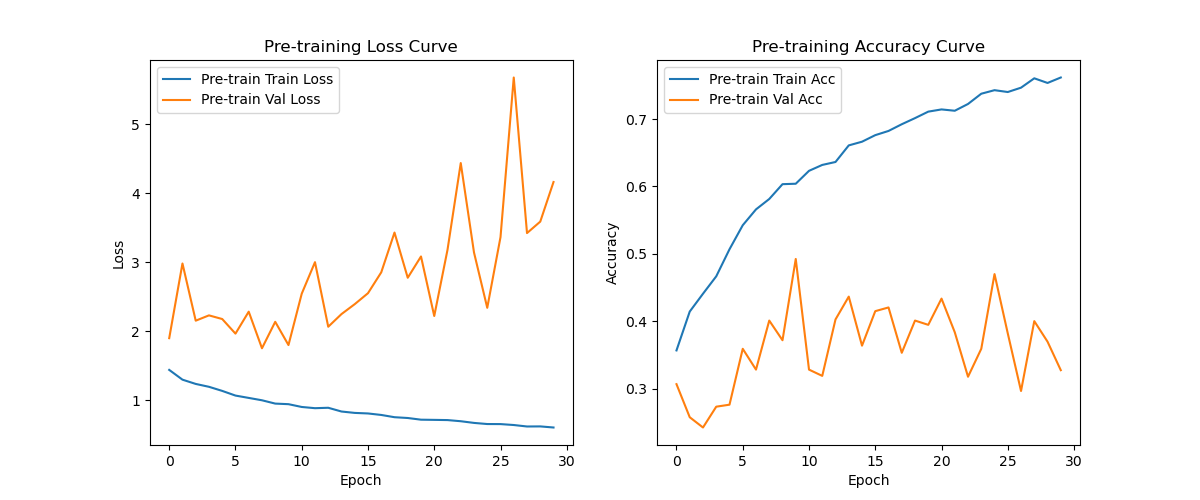 Pre-training Loss Curve
Pre-train Train Loss
Pre-train Val Loss
5
4
3
2
1
Loss
0 5 10 15 20 25 30
Epoch
Pre-training Accuracy Curve
Pre-train Train Acc
Pre-train Val Acc
0.7
0.6
0.5
0.4
0.3
Accuracy
0 5 10 15 20 25 30
Epoch